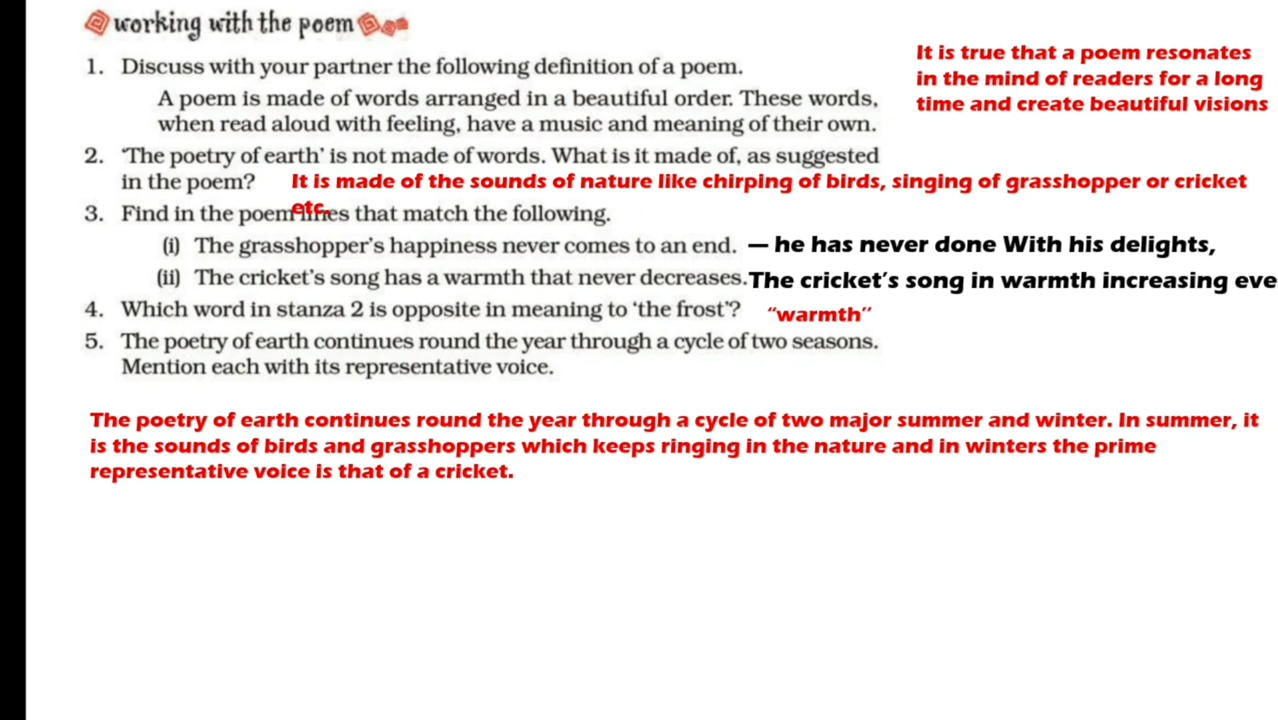 working with the poem
It is true that a poem resonates
in the mind of readers for a long
time and create beautiful visions
1. Discuss with your partner the following definition of a poem.
A poem is made of words arranged in a beautiful order. These words,
when read aloud with feeling, have a music and meaning of their own.
2. ‘The poetry of earth’ is not made of words. What is it made of, as suggested
in the poem? It is made of the sounds of nature like chirping of birds, singing of grasshopper or cricket
etc.
3. Find in the poem lines that match the following.
(i) The grasshopper’s happiness never comes to an end. — he has never done With his delights,
(ii) The cricket’s song has a warmth that never decreases. The cricket’s song in warmth increasing eve
4. Which word in stanza 2 is opposite in meaning to ‘the frost’? “warmth”
5. The poetry of earth continues round the year through a cycle of two seasons.
Mention each with its representative voice.
The poetry of earth continues round the year through a cycle of two major summer and winter. In summer, it
is the sounds of birds and grasshoppers which keeps ringing in the nature and in winters the prime
representative voice is that of a cricket.